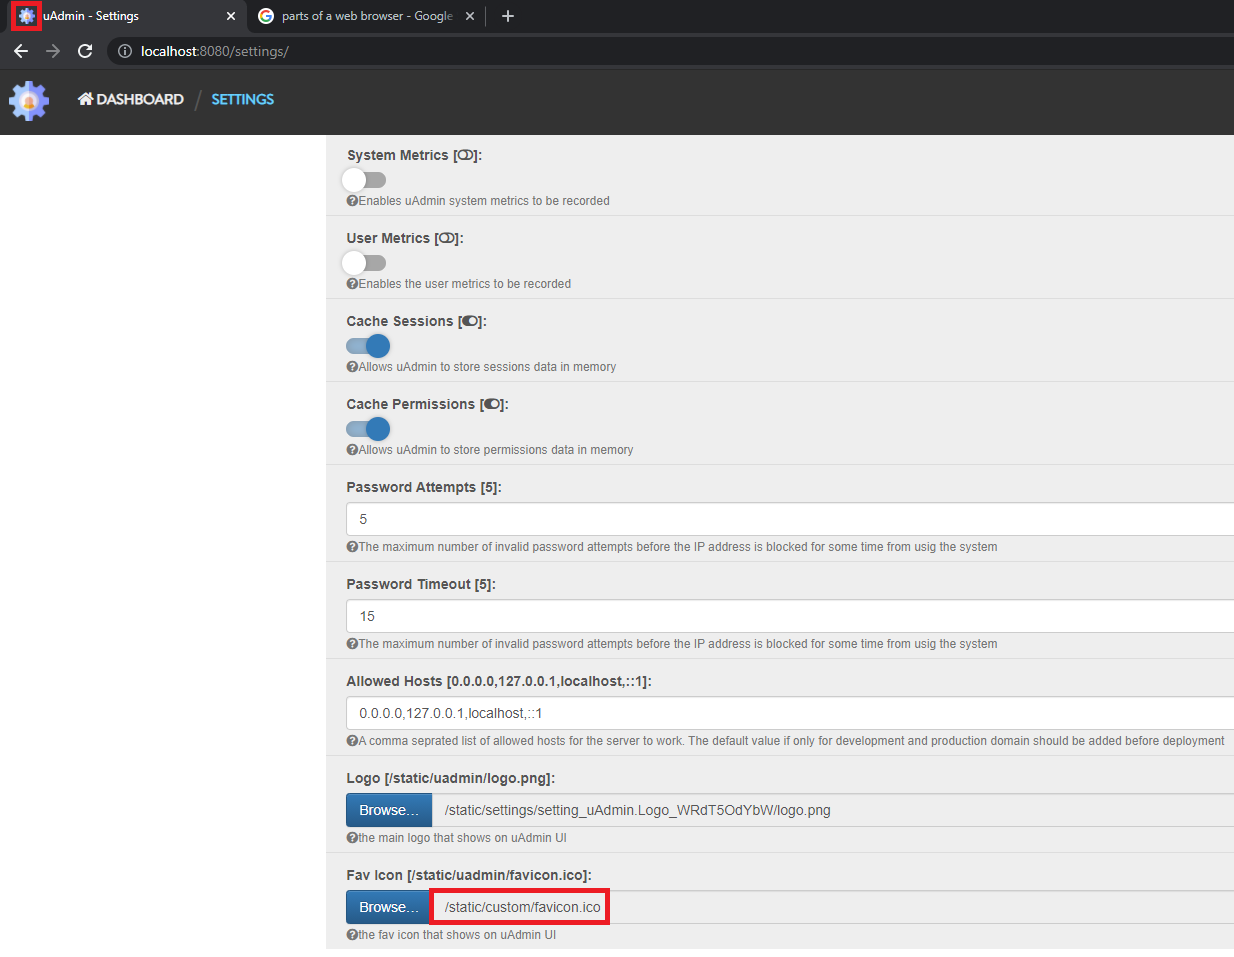 uAdmin - Settings
parts of a web browser - Google
localhost:8080/settings/
DASHBOARD / SETTINGS
System Metrics []:
Enables uAdmin system metrics to be recorded
User Metrics []:
Enables the user metrics to be recorded
Cache Sessions []:
Allows uAdmin to store sessions data in memory
Cache Permissions []:
Allows uAdmin to store permissions data in memory
Password Attempts [5]:
5
The maximum number of invalid password attempts before the IP address is blocked for some time from usig the system
Password Timeout [5]:
15
The maximum number of invalid password attempts before the IP address is blocked for some time from usig the system
Allowed Hosts [0.0.0.0,127.0.0.1,localhost,::1]:
0.0.0.0,127.0.0.1,localhost,::1
A comma seprated list of allowed hosts for the server to work. The default value if only for development and production domain should be added before deployment
Logo [/static/uadmin/logo.png]:
Browse... /static/settings/setting_uAdmin.Logo_WRdT5OdYbW/logo.png
the main logo that shows on uAdmin UI
Fav Icon [/static/uadmin/favicon.ico]:
Browse... /static/custom/favicon.ico
the fav icon that shows on uAdmin UI